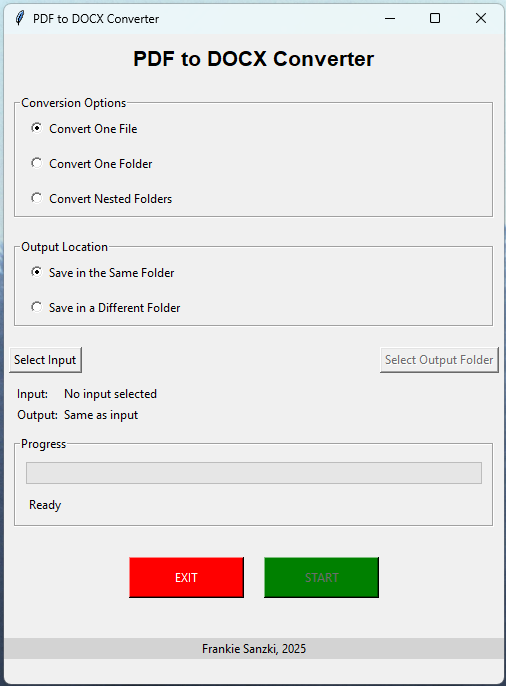 PDF to DOCX Converter
PDF to DOCX Converter
Conversion Options
Convert One File
Convert One Folder
Convert Nested Folders
Output Location
Save in the Same Folder
Save in a Different Folder
Select Input Select Output Folder
Input: No input selected
Output: Same as input
Progress
Ready
EXIT START
Frankie Sanzki, 2025